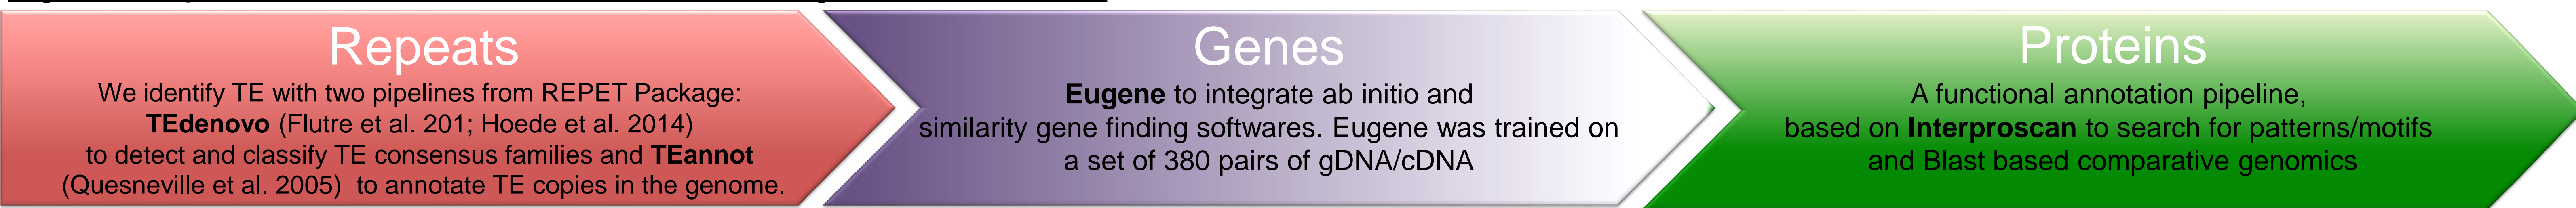 Repeats
We identify TE with two pipelines from REPET Package:
TEdenovo (Flutre et al. 201; Hoede et al. 2014)
to detect and classify TE consensus families and TEannot
(Quesneville et al. 2005) to annotate TE copies in the genome.
Genes
Eugene to integrate ab initio and
similarity gene finding softwares. Eugene was trained on
a set of 380 pairs of gDNA/cDNA
Proteins
A functional annotation pipeline,
based on Interproscan to search for patterns/motifs
and Blast based comparative genomics